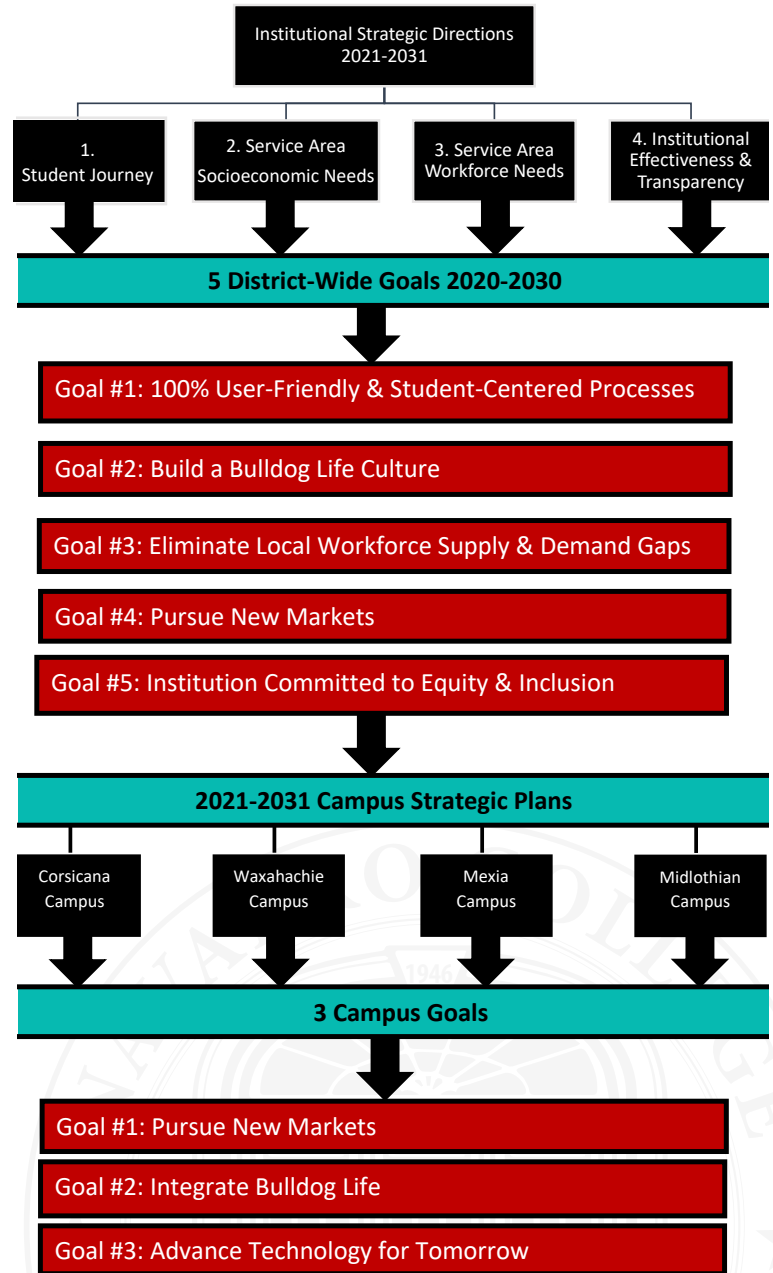 Institutional Strategic Directions
2021-2031
1.
Student Journey
2. Service Area
Socioeconomic Needs
3. Service Area
Workforce Needs
4. Institutional
Effectiveness &
Transparency
5 District-Wide Goals 2020-2030
Goal #1: 100% User-Friendly & Student-Centered Processes
Goal #2: Build a Bulldog Life Culture
Goal #3: Eliminate Local Workforce Supply & Demand Gaps
Goal #4: Pursue New Markets
Goal #5: Institution Committed to Equity & Inclusion
2021-2031 Campus Strategic Plans
Corsicana
Campus
Waxahachie
Campus
Mexia
Campus
Midlothian
Campus
NAVARRO COLLEGE
1946
3 Campus Goals
Goal #1: Pursue New Markets
Goal #2: Integrate Bulldog Life
Goal #3: Advance Technology for Tomorrow